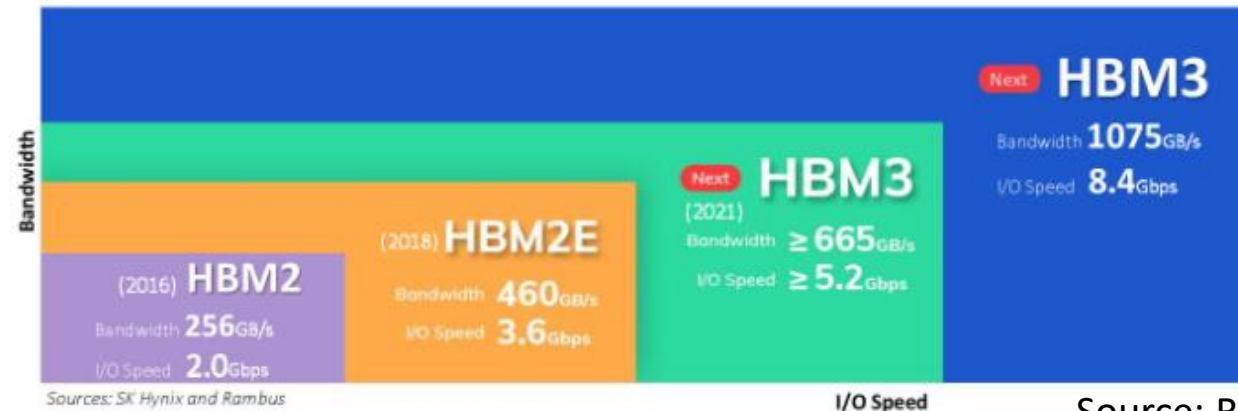 Bandwidth
Next HBM3
Bandwidth 1075GB/s
I/O Speed 8.4Gbps
Next HBM3
(2021)
Bandwidth ≥ 665GB/s
I/O Speed ≥ 5.2Gbps
(2018) HBM2E
Bandwidth 460GB/s
I/O Speed 3.6Gbps
(2016) HBM2
Bandwidth 256GB/s
I/O Speed 2.0Gbps
Sources: SK Hynix and Rambus
I/O Speed
Source: